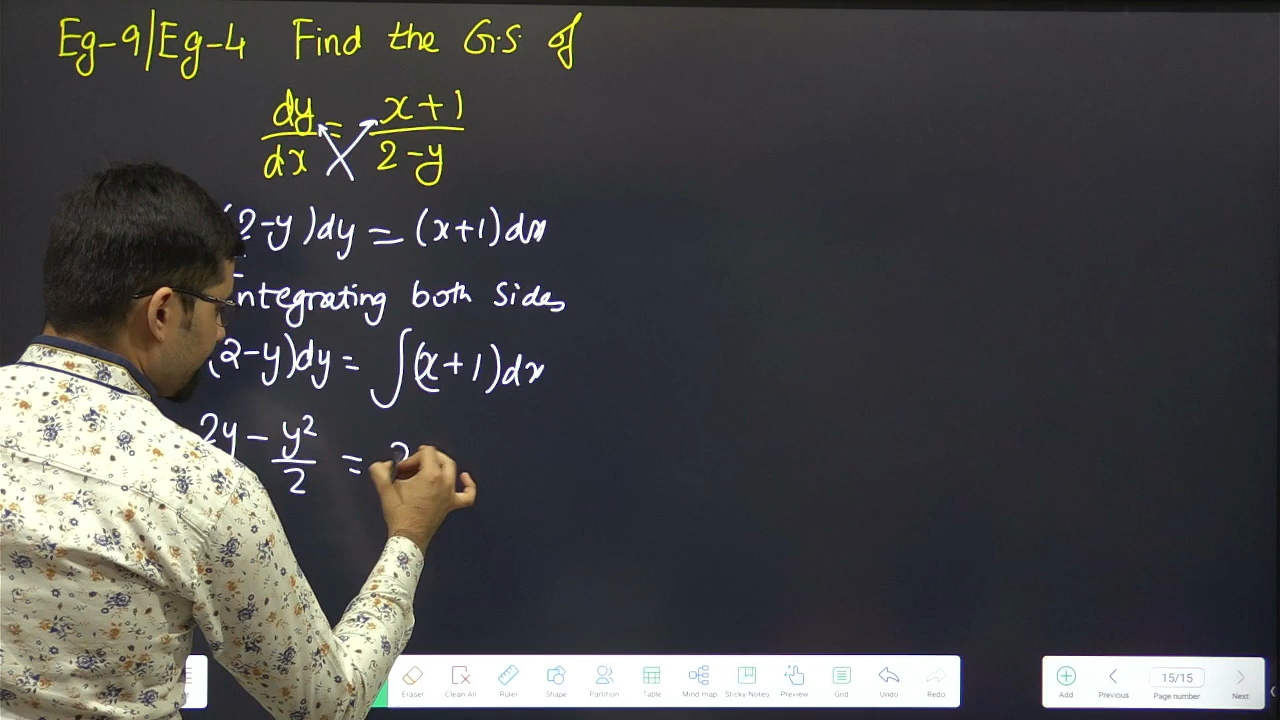 Eg-9/Eg-4 Find the G.S. of
dy/dx = x+1/2-y
(2-y)dy = (x+1)dx
Integrating both sides
(2-y)dy = ∫(x+1)dx
2y - y²/2 =
Eraser Clean All Ruler Shape Partition Table Mind map Sticky-Notes Preview Grid Undo Redo
Add Previous 15/15 Page number Next